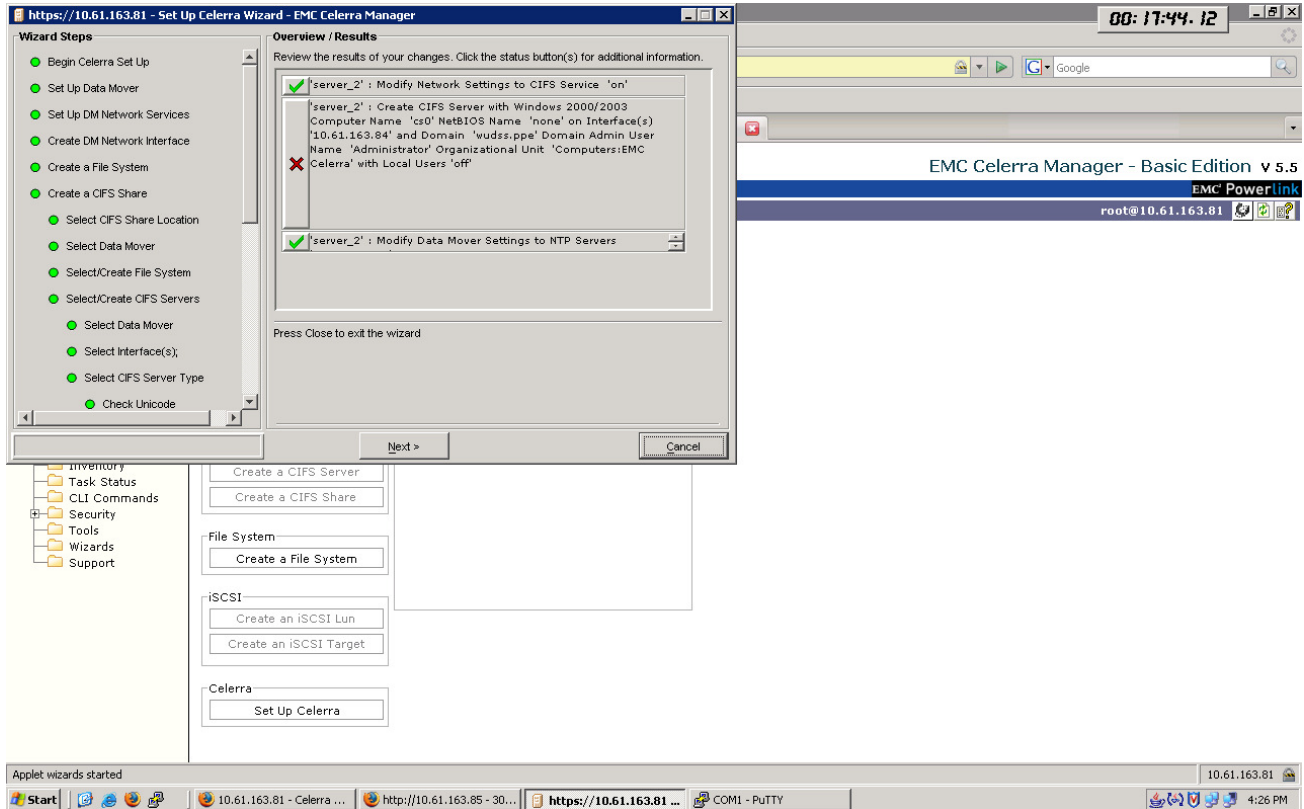 https://10.61.163.81 - Set Up Celerra Wizard - EMC Celerra Manager
00: 17:44. 12
Wizard Steps
Begin Celerra Set Up
Set Up Data Mover
Set Up DM Network Services
Create DM Network Interface
Create a File System
Create a CIFS Share
Select CIFS Share Location
Select Data Mover
Select/Create File System
Select/Create CIFS Servers
Select Data Mover
Select Interface(s);
Select CIFS Server Type
Check Unicode
Overview / Results
Review the results of your changes. Click the status button(s) for additional information.
'server_2' : Modify Network Settings to CIFS Service 'on'
'server_2' : Create CIFS Server with Windows 2000/2003
Computer Name 'cs0' NetBIOS Name 'none' on Interface(s)
'10.61.163.84' and Domain 'wudss.ppe' Domain Admin User
Name 'Administrator' Organizational Unit 'Computers:EMC
Celerra' with Local Users 'off'
'server_2' : Modify Data Mover Settings to NTP Servers
Press Close to exit the wizard
Next >
Cancel
G
Google
EMC Celerra Manager - Basic Edition v 5.5
EMC Powerlink
root@10.61.163.81
Inventory
Task Status
CLI Commands
Security
Tools
Wizards
Support
Create a CIFS Server
Create a CIFS Share
File System
Create a File System
iSCSI
Create an iSCSI Lun
Create an iSCSI Target
Celerra
Set Up Celerra
Applet wizards started
10.61.163.81
Start
10.61.163.81 - Celerra ...
http://10.61.163.85 - 30...
https://10.61.163.81 ...
COM1 - PuTTY
4:26 PM